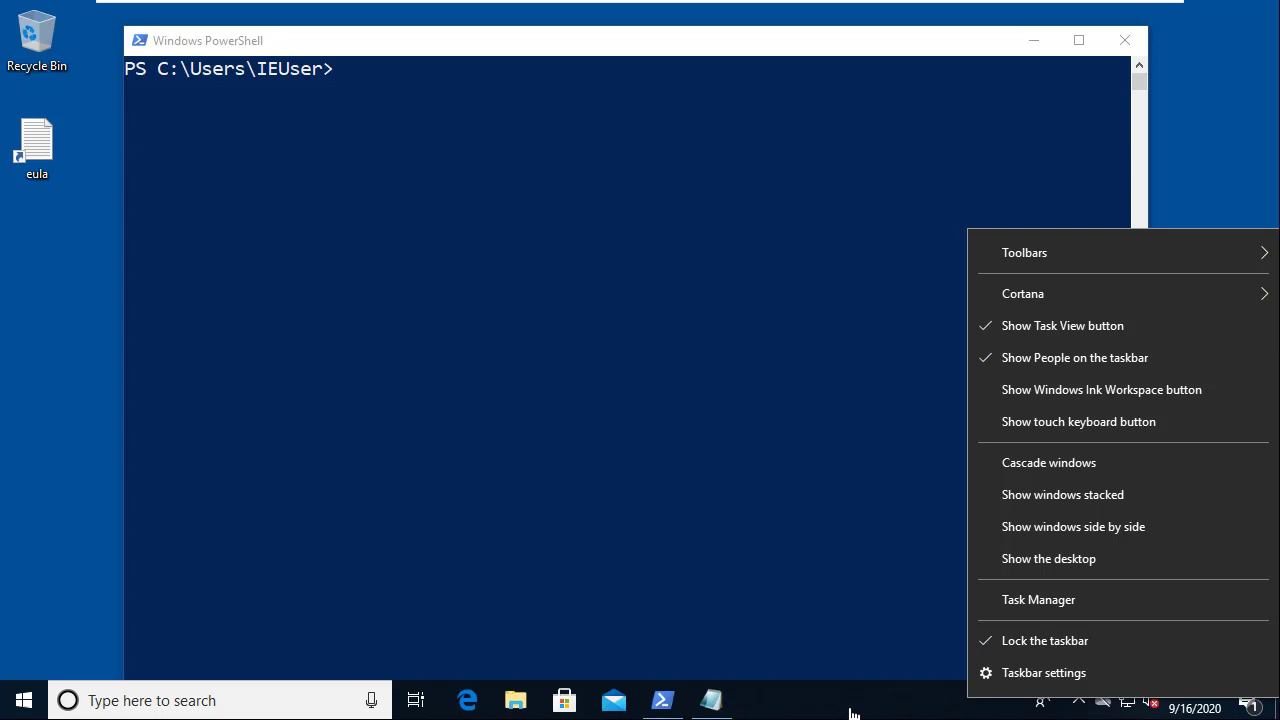 Recycle Bin
eula
Windows PowerShell
PS C:\Users\IEUser>
Toolbars
Cortana
Show Task View button
Show People on the taskbar
Show Windows Ink Workspace button
Show touch keyboard button
Cascade windows
Show windows stacked
Show windows side by side
Show the desktop
Task Manager
Lock the taskbar
Taskbar settings
Type here to search
9/16/2020
1